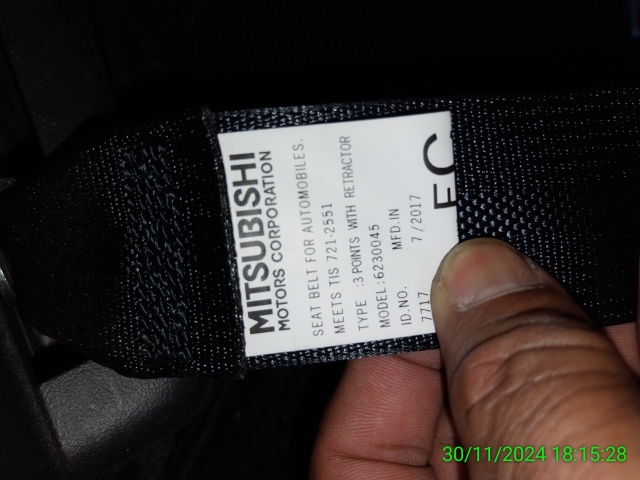 MITSUBISHI
MOTORS CORPORATION
SEAT BELT FOR AUTOMOBILES.
MEETS TIS 721-2551
TYPE :3 POINTS WITH RETRACTOR
MODEL:6230045
ID.NO. MFD.IN
7717 7/2017
30/11/2024 18:15:28